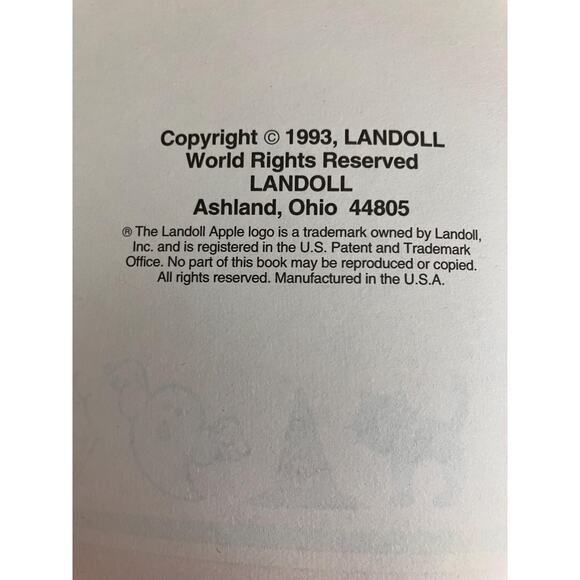 Copyright © 1993, LANDOLL
World Rights Reserved
LANDOLL
Ashland, Ohio 44805
® The Landoll Apple logo is a trademark owned by Landoll,
Inc. and is registered in the U.S. Patent and Trademark
Office. No part of this book may be reproduced or copied.
All rights reserved. Manufactured in the U.S.A.